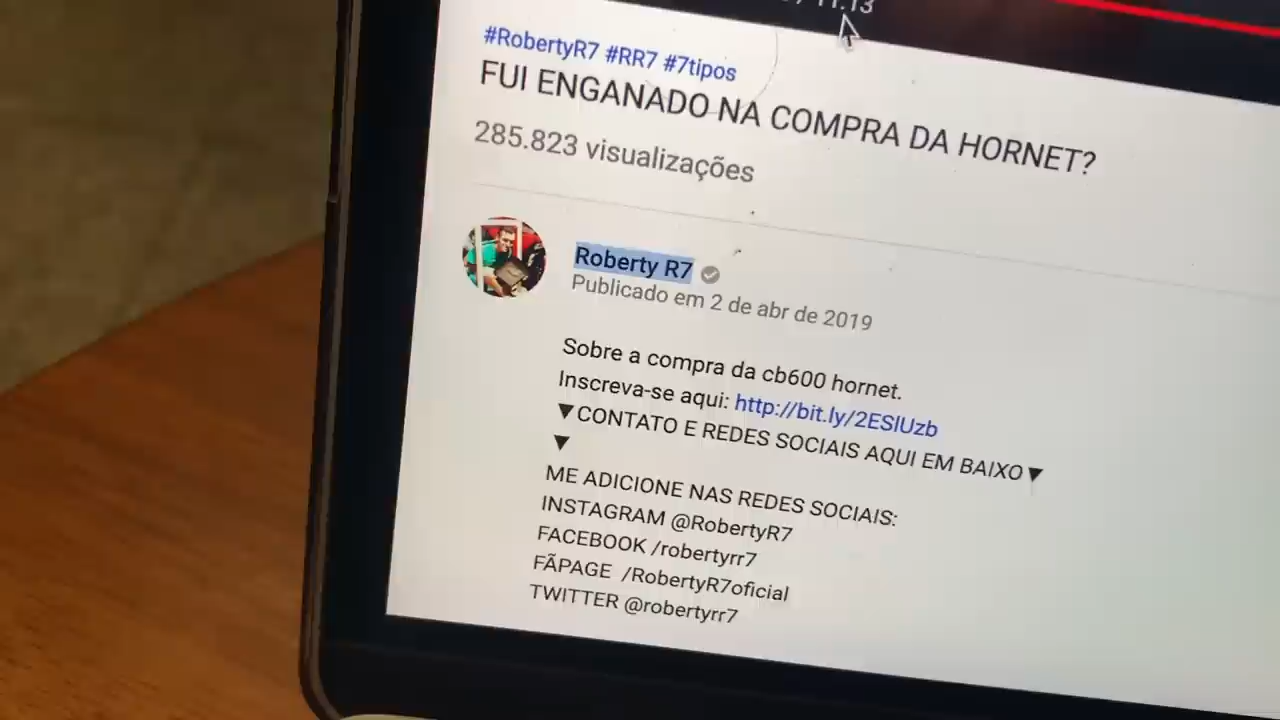 11:13
#RobertyR7 #RR7 #7tipos
FUI ENGANADO NA COMPRA DA HORNET?
285.823 visualizações
Roberty R7
Publicado em 2 de abr de 2019
Sobre a compra da cb600 hornet.
Inscreva-se aqui: http://bit.ly/2ESlUzb
▼CONTATO E REDES SOCIAIS AQUI EM BAIXO▼
▼
ME ADICIONE NAS REDES SOCIAIS:
INSTAGRAM @RobertyR7
FACEBOOK /robertyrr7
FÃPAGE /RobertyR7oficial
TWITTER @robertyrr7